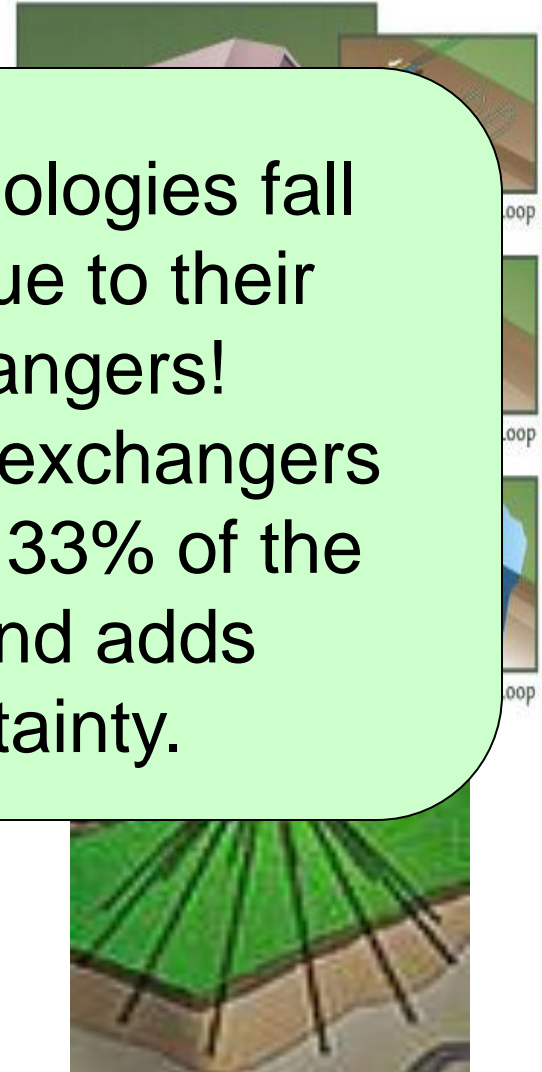 ologies fall
ue to their
angers!
exchangers
33% of the
nd adds
tainty.
oop
oop
oop